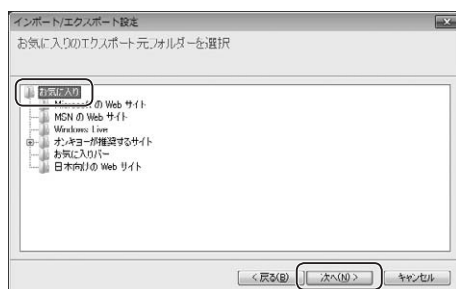 インポート/エクスポート設定
お気に入りのエクスポート元フォルダーを選択
お気に入り
Microsoft の Web サイト
MSN の Web サイト
Windows Live
オンキヨーが推奨するサイト
お気に入りバー
日本向けの Web サイト
< 戻る(B)
次へ(N) >
キャンセル